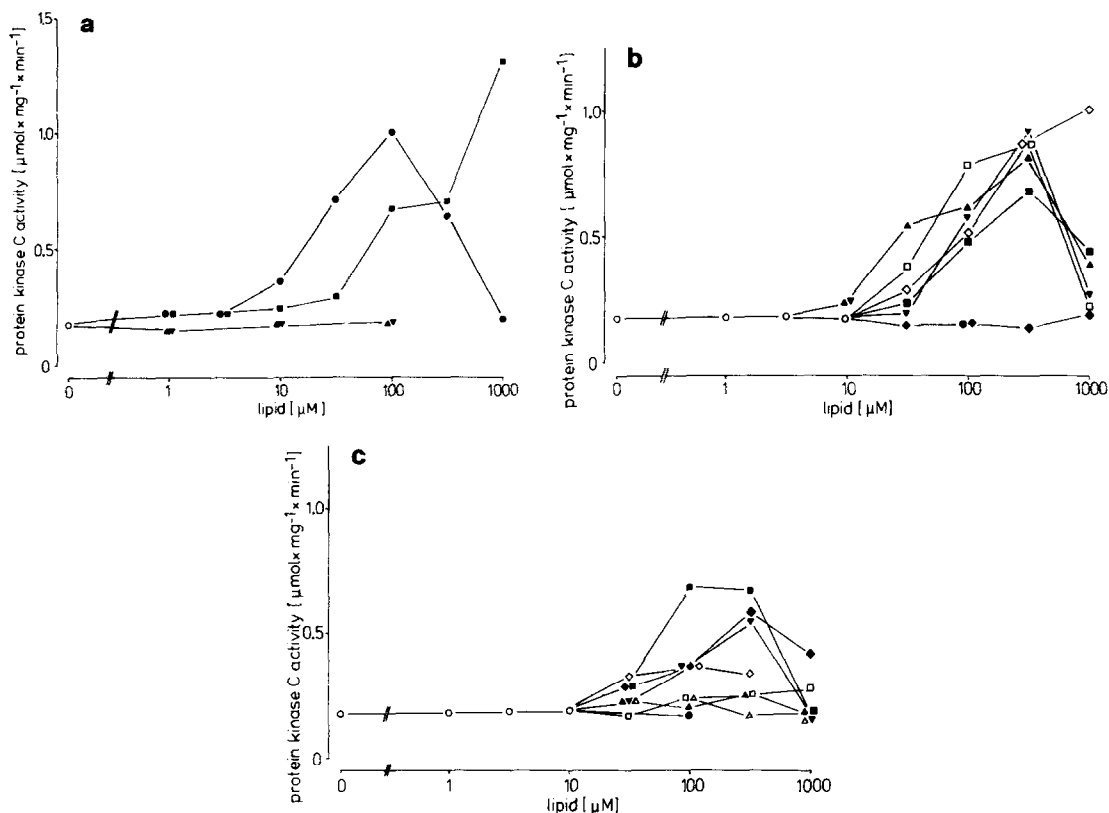 a
protein kinase C activity [ µmol × mg⁻¹ × min⁻¹ ]
1,5
1.0
0.5
0
0
1
10
100
1000
lipid [ µM ]
b
protein kinase C activity [ µmol × mg⁻¹ × min⁻¹ ]
1.0
0.5
0
0
1
10
100
1000
lipid [ µM ]
c
protein kinase C activity [ µmol × mg⁻¹ × min⁻¹ ]
1.0
0.5
0
0
1
10
100
1000
lipid [ µM ]